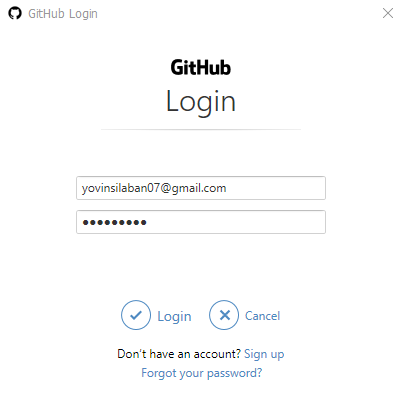 GitHub Login
GitHub
Login
yovinsilaban07@gmail.com
●●●●●●●●●
Login Cancel
Don't have an account? Sign up
Forgot your password?